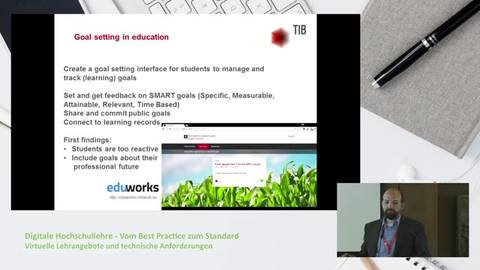 Goal setting in education
TIB
Create a goal setting interface for students to manage and
track (learning) goals
Set and get feedback on SMART goals (Specific, Measurable,
Attainable, Relevant, Time Based)
Share and commit public goals
Connect to learning records
First findings:
• Students are too reactive
• Include goals about their
professional future
eduworks
Digitale Hochschullehre - Vom Best Practice zum Standard
Virtuelle Lehrangebote und technische Anforderungen